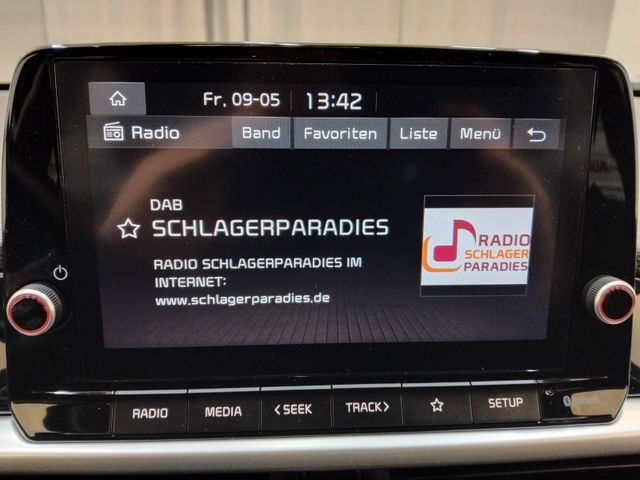 Fr. 09-05 13:42
Radio Band Favoriten Liste Menü
DAB
SCHLAGERPARADIES
RADIO SCHLAGERPARADIES IM
INTERNET:
www.schlagerparadies.de
RADIO
SCHLAGER
PARADIES
RADIO MEDIA <SEEK TRACK> SETUP
Bluetooth